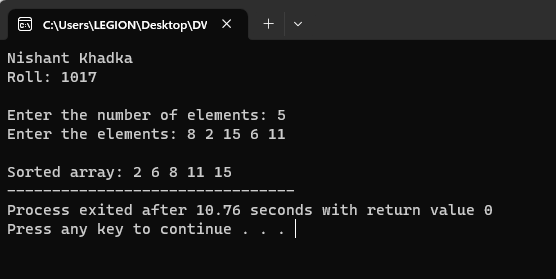 C:\Users\LEGION\Desktop\DW
Nishant Khadka
Roll: 1017
Enter the number of elements: 5
Enter the elements: 8 2 15 6 11
Sorted array: 2 6 8 11 15
--------------------------------
Process exited after 10.76 seconds with return value 0
Press any key to continue . . .